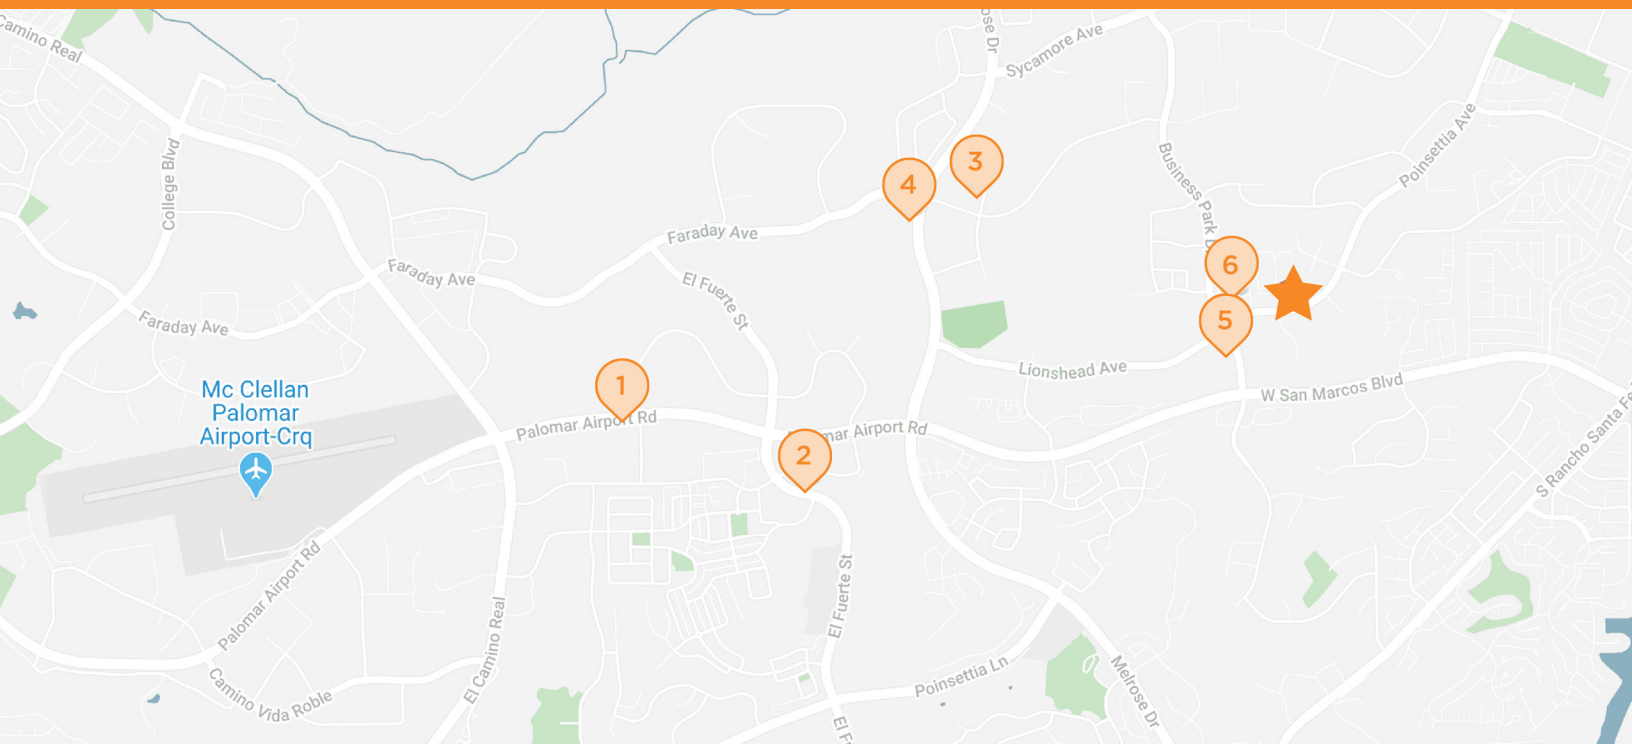 Camino Real
ose Dr
Sycamore Ave
College Blvd
Poinsettia Ave
Business Park D
3
4
Faraday Ave
Faraday Ave
El Fuerte St
6
5
Faraday Ave
Lionshead Ave
1
W San Marcos Blvd
Mc Clellan
Palomar
Airport-Crq
Palomar Airport Rd
mar Airport Rd
2
S Rancho Santa Fe
Palomar Airport Rd
El Fuerte St
El Camino Real
Poinsettia Ln
Melrose Dr
Camino Vida Roble
El F